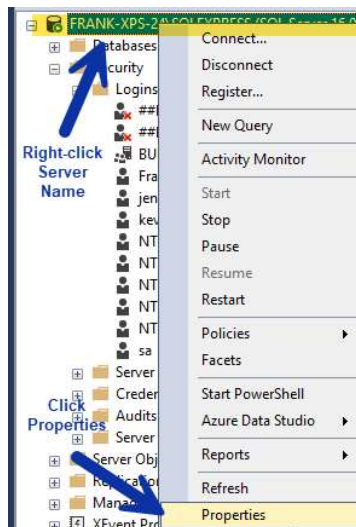 FRANK-XPS-24\SQLEXPRESS (SQL Server 15.0
Databases
Security
Logins
##
##
BU
Fra
jen
kev
NT
NT
NT
NT
NT
sa
Server
Creden
Audits
Server
Server Obj
Replication
Manag
XEvent Pro
Right-click
Server
Name
Click
Properties
Connect...
Disconnect
Register...
New Query
Activity Monitor
Start
Stop
Pause
Resume
Restart
Policies
Facets
Start PowerShell
Azure Data Studio
Reports
Refresh
Properties